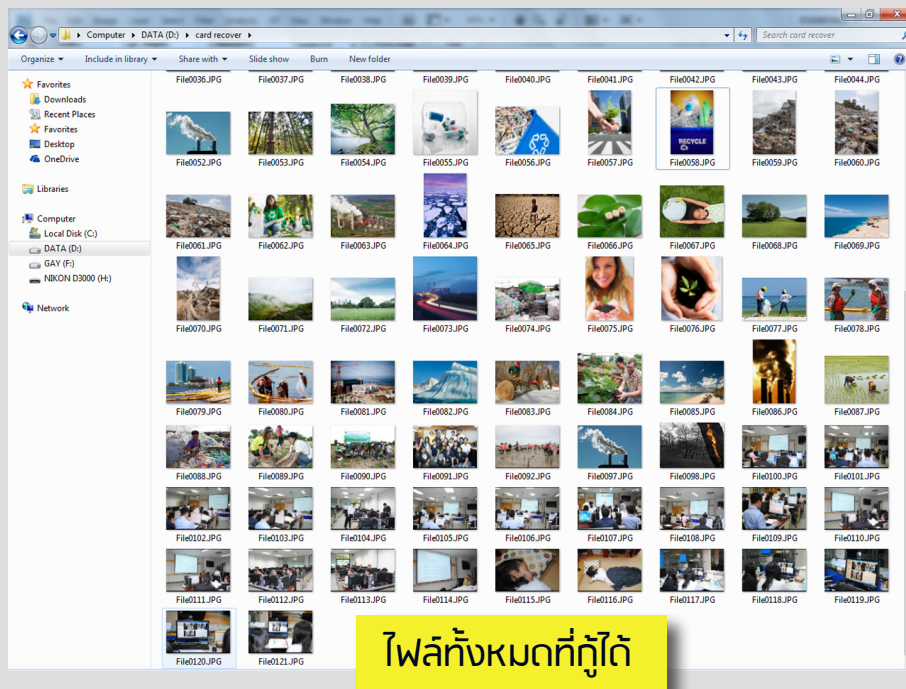 Computer ▸ DATA (D:) ▸ card recover ▸
Search card recover
Organize ▾ Include in library ▾ Share with ▾ Slide show Burn New folder
Favorites
Downloads
Recent Places
Favorites
Desktop
OneDrive
Libraries
Computer
Local Disk (C:)
DATA (D:)
GAY (F:)
NIKON D3000 (H:)
Network
File0036.JPG File0037.JPG File0038.JPG File0039.JPG File0040.JPG File0041.JPG File0042.JPG File0043.JPG File0044.JPG
RECYCLE
File0052.JPG File0053.JPG File0054.JPG File0055.JPG File0056.JPG File0057.JPG File0058.JPG File0059.JPG File0060.JPG
File0061.JPG File0062.JPG File0063.JPG File0064.JPG File0065.JPG File0066.JPG File0067.JPG File0068.JPG File0069.JPG
File0070.JPG File0071.JPG File0072.JPG File0073.JPG File0074.JPG File0075.JPG File0076.JPG File0077.JPG File0078.JPG
File0079.JPG File0080.JPG File0081.JPG File0082.JPG File0083.JPG File0084.JPG File0085.JPG File0086.JPG File0087.JPG
File0088.JPG File0089.JPG File0090.JPG File0091.JPG File0092.JPG File0097.JPG File0098.JPG File0100.JPG File0101.JPG
File0102.JPG File0103.JPG File0104.JPG File0105.JPG File0106.JPG File0107.JPG File0108.JPG File0109.JPG File0110.JPG
File0111.JPG File0112.JPG File0113.JPG File0114.JPG File0115.JPG File0116.JPG File0117.JPG File0118.JPG File0119.JPG
File0120.JPG File0121.JPG
ไฟล์ทั้งหมดที่กู้ได้